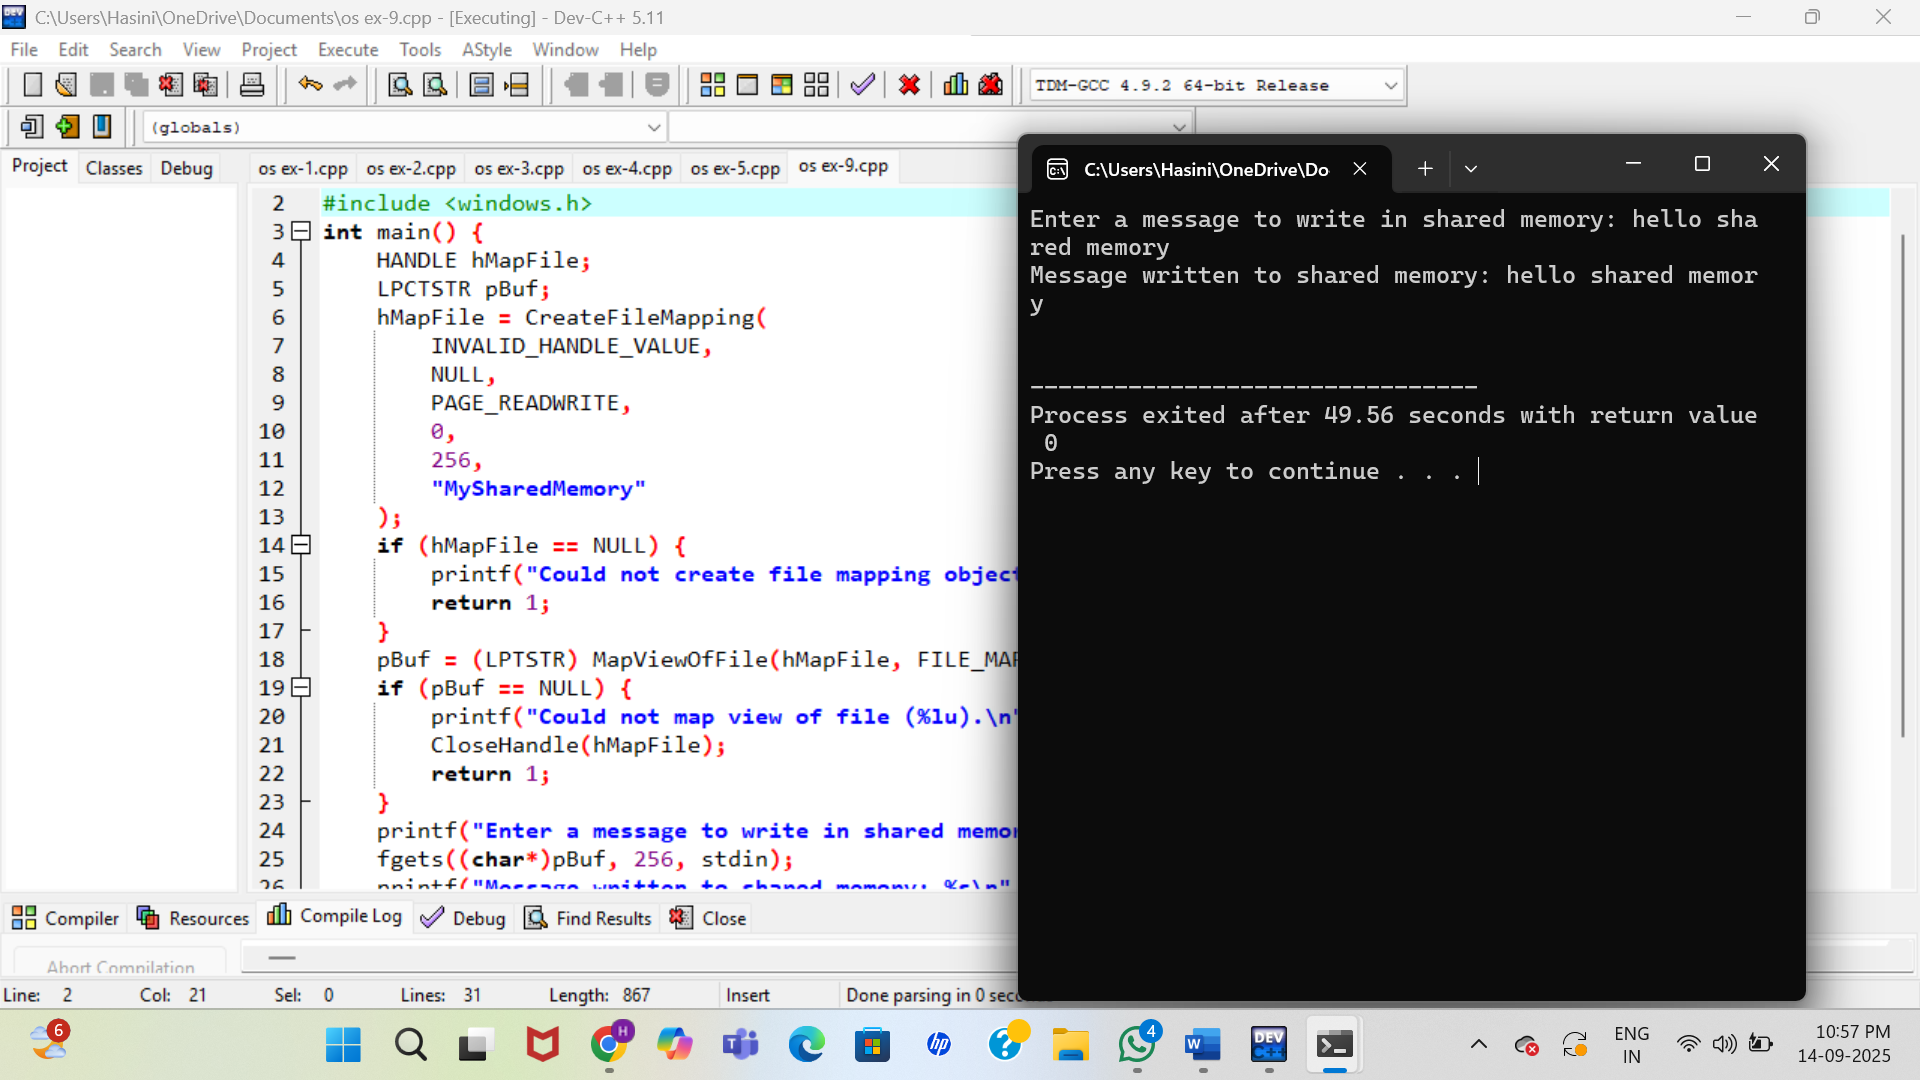 C:\Users\Hasini\OneDrive\Documents\os ex-9.cpp - [Executing] - Dev-C++ 5.11
File Edit Search View Project Execute Tools AStyle Window Help
TDM-GCC 4.9.2 64-bit Release
(globals)
Project Classes Debug
os ex-1.cpp os ex-2.cpp os ex-3.cpp os ex-4.cpp os ex-5.cpp os ex-9.cpp
2 #include <windows.h>
3 int main() {
4 HANDLE hMapFile;
5 LPCTSTR pBuf;
6 hMapFile = CreateFileMapping(
7 INVALID_HANDLE_VALUE,
8 NULL,
9 PAGE_READWRITE,
10 0,
11 256,
12 "MySharedMemory"
13 );
14 if (hMapFile == NULL) {
15 printf("Could not create file mapping object
16 return 1;
17 }
18 pBuf = (LPTSTR) MapViewOfFile(hMapFile, FILE_MAP
19 if (pBuf == NULL) {
20 printf("Could not map view of file (%lu).\n"
21 CloseHandle(hMapFile);
22 return 1;
23 }
24 printf("Enter a message to write in shared memor
25 fgets((char*)pBuf, 256, stdin);
26 printf("Message written to shared memory: %s\n"
C:\Users\Hasini\OneDrive\Do
Enter a message to write in shared memory: hello sha
red memory
Message written to shared memory: hello shared memor
y
--------------------------------
Process exited after 49.56 seconds with return value
0
Press any key to continue . . .
Compiler Resources Compile Log Debug Find Results Close
Abort Compilation
Line: 2 Col: 21 Sel: 0 Lines: 31 Length: 867 Insert Done parsing in 0 seco
6
H
4
DEV
C++
ENG
IN
10:57 PM
14-09-2025